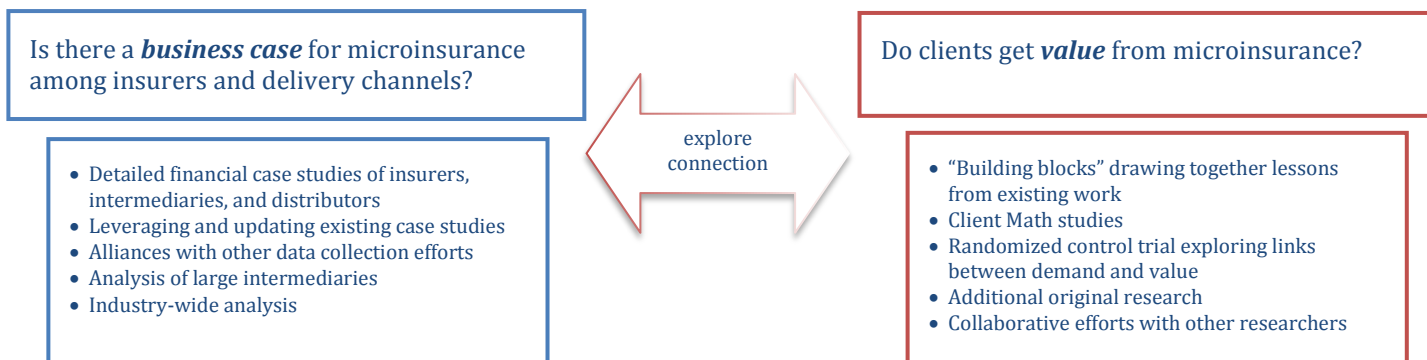 Is there a business case for microinsurance
among insurers and delivery channels?
• Detailed financial case studies of insurers,
intermediaries, and distributors
• Leveraging and updating existing case studies
• Alliances with other data collection efforts
• Analysis of large intermediaries
• Industry-wide analysis
explore
connection
Do clients get value from microinsurance?
• “Building blocks” drawing together lessons
from existing work
• Client Math studies
• Randomized control trial exploring links
between demand and value
• Additional original research
• Collaborative efforts with other researchers